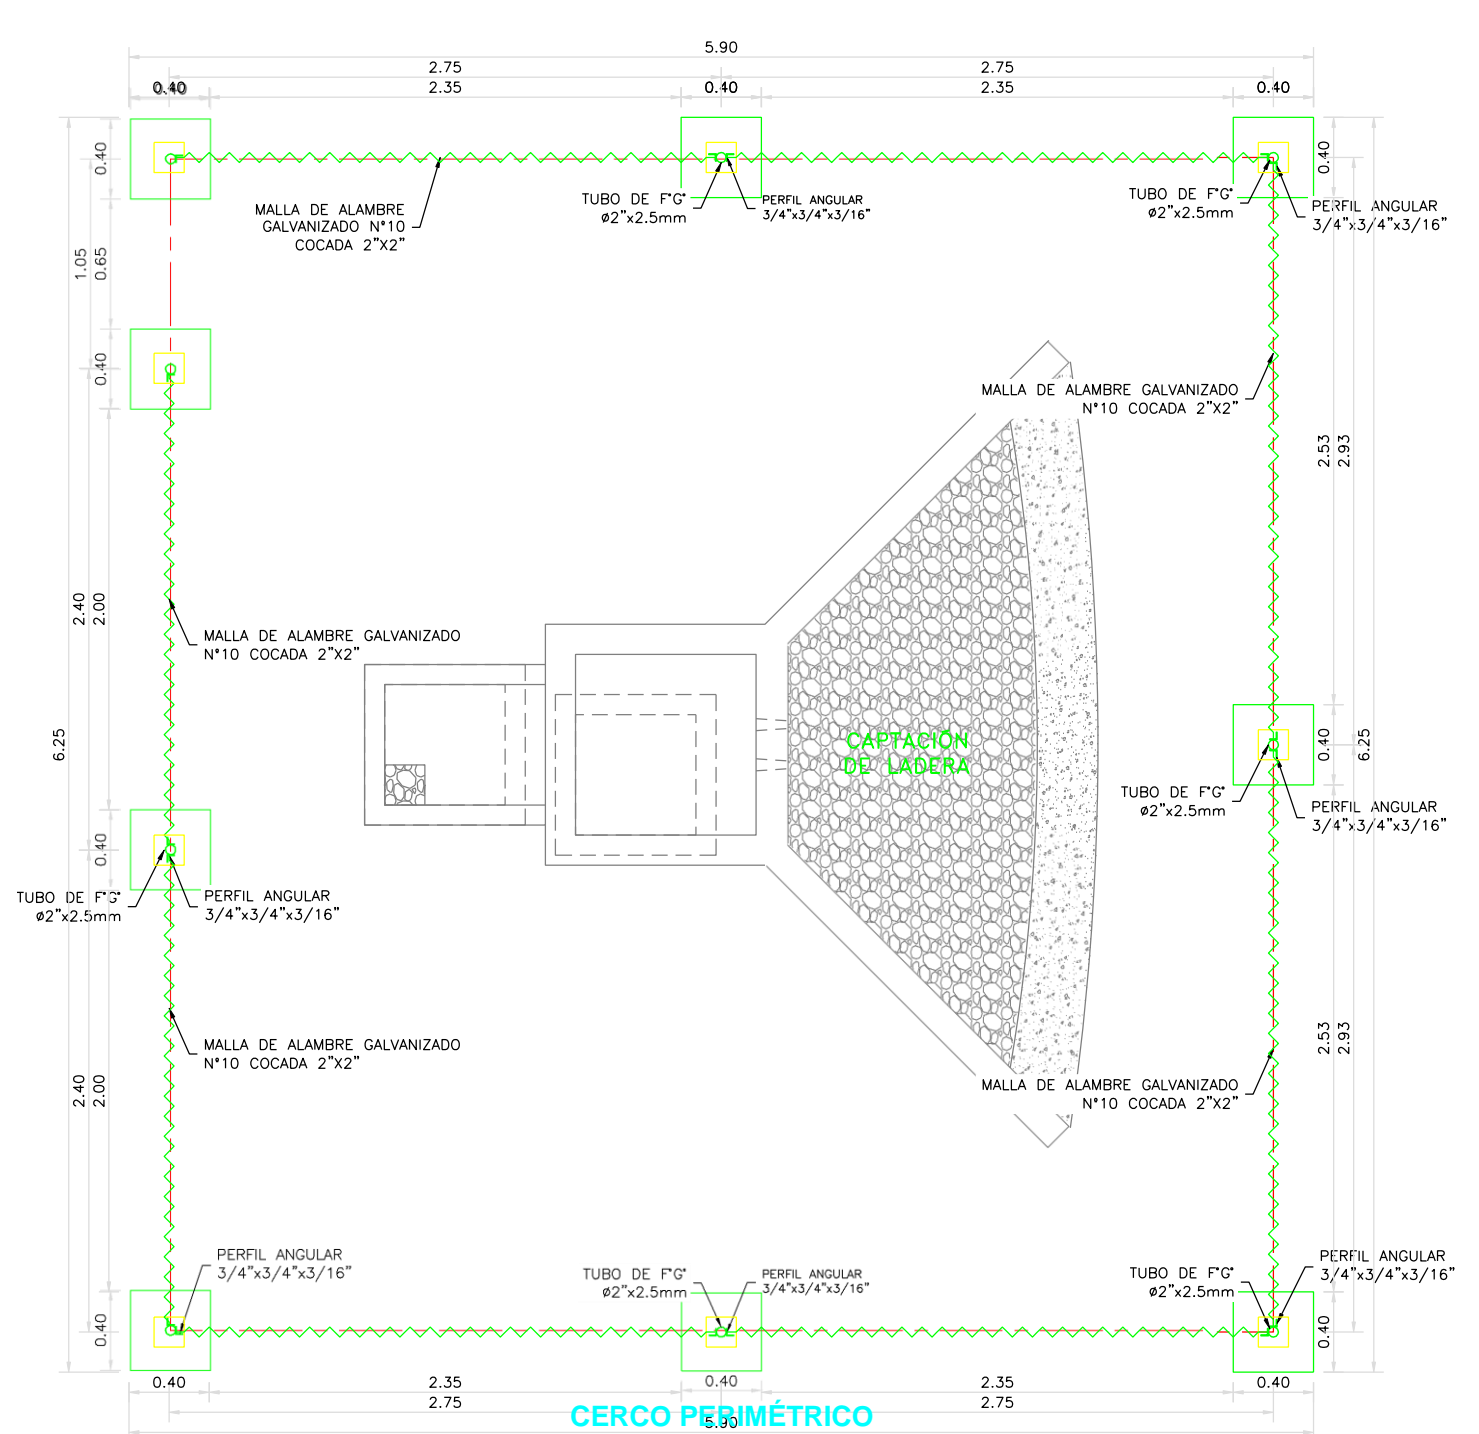 5.90
2.75
2.75
0.40
2.35
0.40
2.35
0.40
0.40
0.40
MALLA DE ALAMBRE
GALVANIZADO N°10
COCADA 2"X2"
TUBO DE F°G°
ø2"x2.5mm
PERFIL ANGULAR
3/4"x3/4"x3/16"
TUBO DE F°G°
ø2"x2.5mm
PERFIL ANGULAR
3/4"x3/4"x3/16"
1.05
0.65
0.40
MALLA DE ALAMBRE GALVANIZADO
N°10 COCADA 2"X2"
2.53
2.93
2.40
2.00
MALLA DE ALAMBRE GALVANIZADO
N°10 COCADA 2"X2"
6.25
CAPTACIÓN
DE LADERA
0.40
6.25
TUBO DE F°G°
ø2"x2.5mm
PERFIL ANGULAR
3/4"x3/4"x3/16"
0.40
TUBO DE F°G°
ø2"x2.5mm
PERFIL ANGULAR
3/4"x3/4"x3/16"
MALLA DE ALAMBRE GALVANIZADO
N°10 COCADA 2"X2"
2.40
2.00
2.53
2.93
MALLA DE ALAMBRE GALVANIZADO
N°10 COCADA 2"X2"
PERFIL ANGULAR
3/4"x3/4"x3/16"
TUBO DE F°G°
ø2"x2.5mm
PERFIL ANGULAR
3/4"x3/4"x3/16"
TUBO DE F°G°
ø2"x2.5mm
PERFIL ANGULAR
3/4"x3/4"x3/16"
0.40
0.40
0.40
2.35
0.40
2.35
0.40
2.75
2.75
CERCO PERIMÉTRICO
5.90